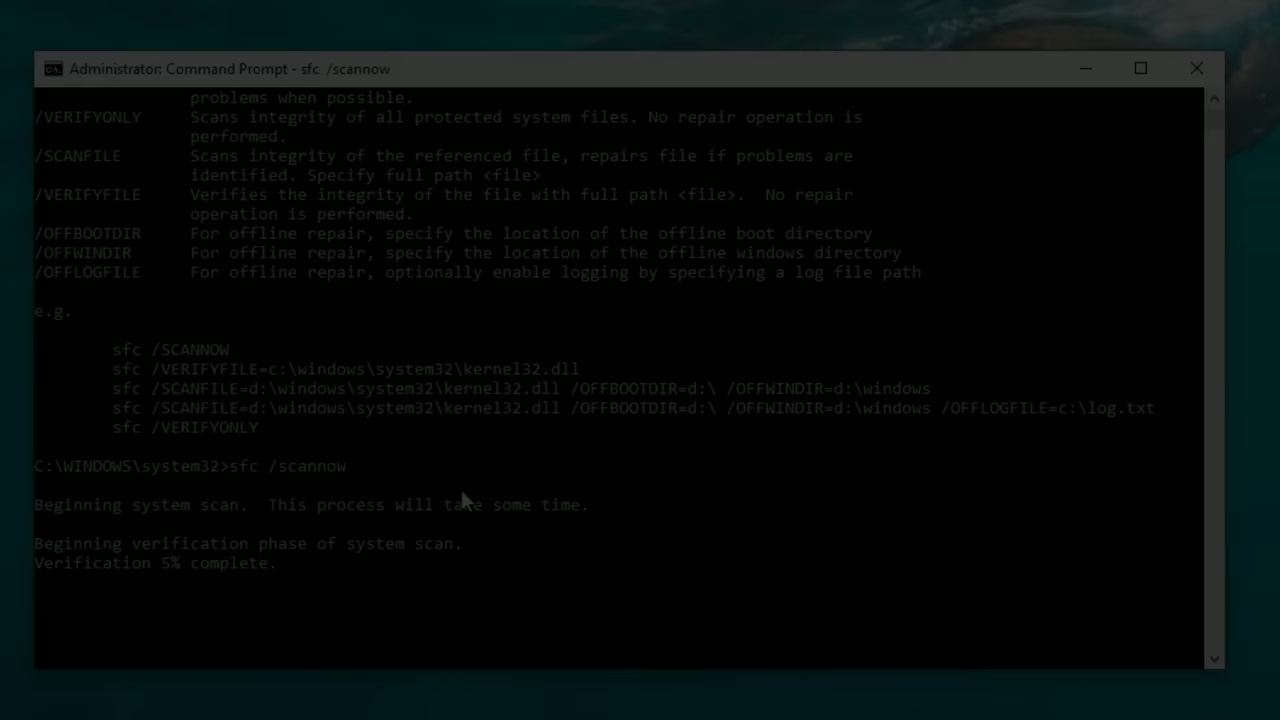 Administrator: Command Prompt - sfc /scannow
problems when possible.
/VERIFYONLY Scans integrity of all protected system files. No repair operation is
performed.
/SCANFILE Scans integrity of the referenced file, repairs file if problems are
identified. Specify full path <file>
/VERIFYFILE Verifies the integrity of the file with full path <file>. No repair
operation is performed.
/OFFBOOTDIR For offline repair, specify the location of the offline boot directory
/OFFWINDIR For offline repair, specify the location of the offline windows directory
/OFFLOGFILE For offline repair, optionally enable logging by specifying a log file path
e.g.
sfc /SCANNOW
sfc /VERIFYFILE=c:\windows\system32\kernel32.dll
sfc /SCANFILE=d:\windows\system32\kernel32.dll /OFFBOOTDIR=d:\ /OFFWINDIR=d:\windows
sfc /SCANFILE=d:\windows\system32\kernel32.dll /OFFBOOTDIR=d:\ /OFFWINDIR=d:\windows /OFFLOGFILE=c:\log.txt
sfc /VERIFYONLY
C:\WINDOWS\system32>sfc /scannow
Beginning system scan. This process will take some time.
Beginning verification phase of system scan.
Verification 5% complete.